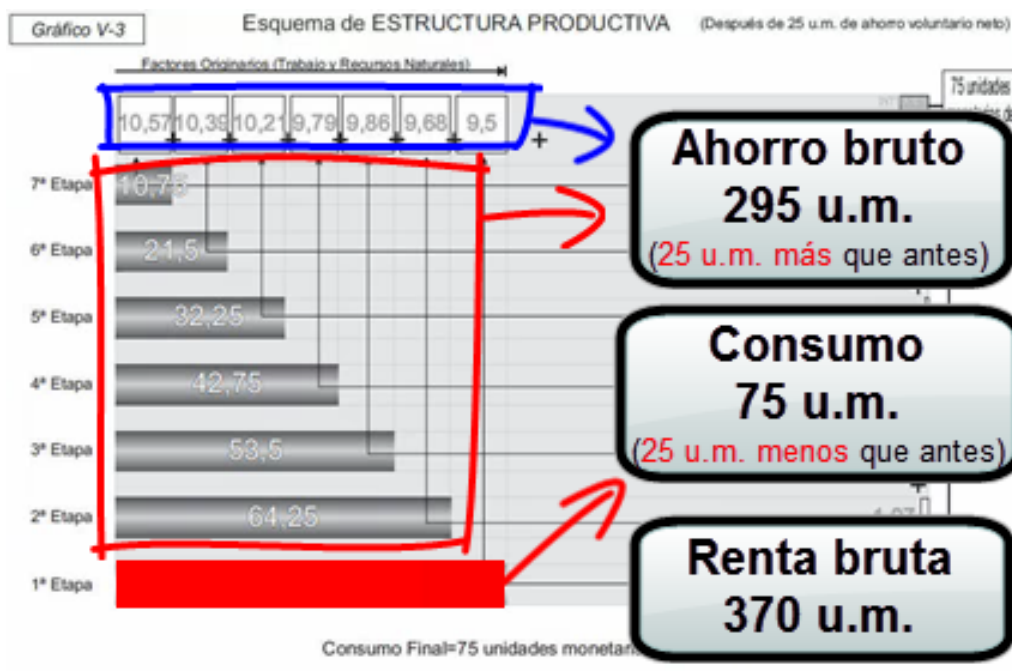 Gráfico V-3
Esquema de ESTRUCTURA PRODUCTIVA (Después de 25 u.m. de ahorro voluntario neto)
Factores Originarios (Trabajo y Recursos Naturales)
75 unidades
10,57 10,39 10,21 9,79 9,86 9,68 9,5
+ + + + + + +
Ahorro bruto
295 u.m.
(25 u.m. más que antes)
7ª Etapa 10,75
6ª Etapa 21,5
5ª Etapa 32,25
4ª Etapa 42,75
3ª Etapa 53,5
2ª Etapa 64,25
1ª Etapa
Consumo
75 u.m.
(25 u.m. menos que antes)
+
Renta bruta
370 u.m.
Consumo Final=75 unidades